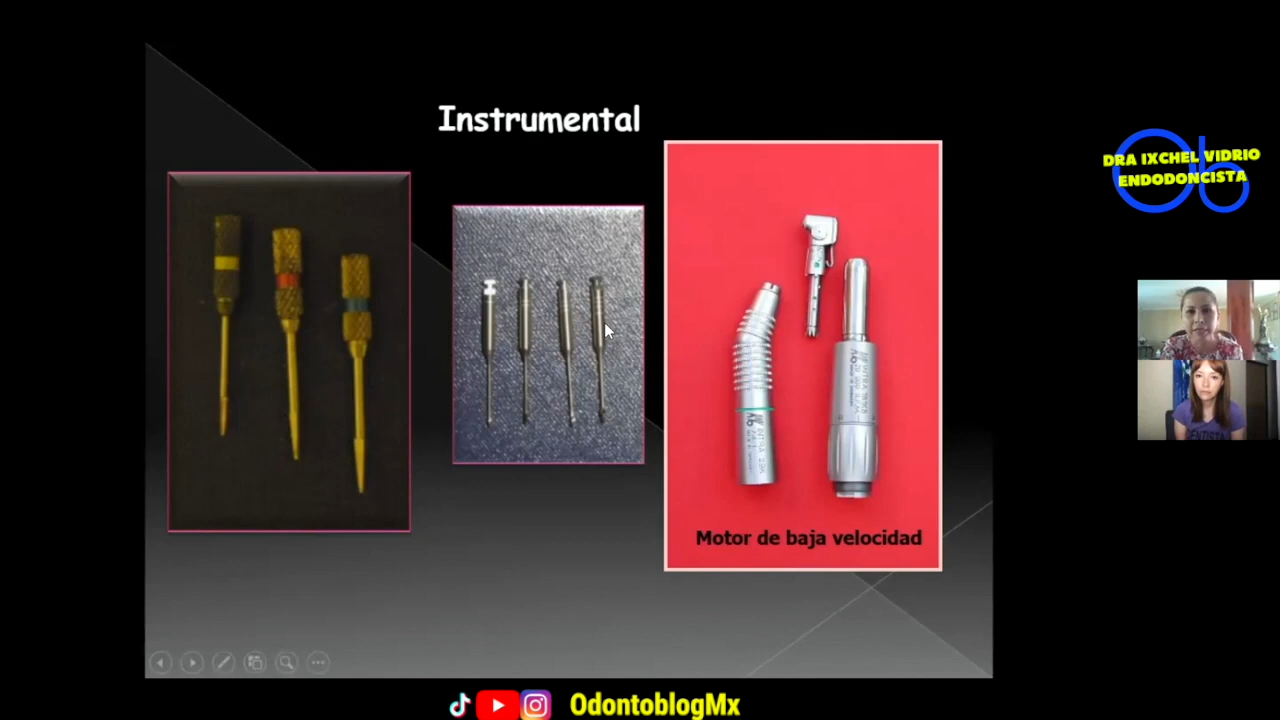 Instrumental
DRA IXCHEL VIDRIO
ENDODONCISTA
Motor de baja velocidad
OdontoblogMx